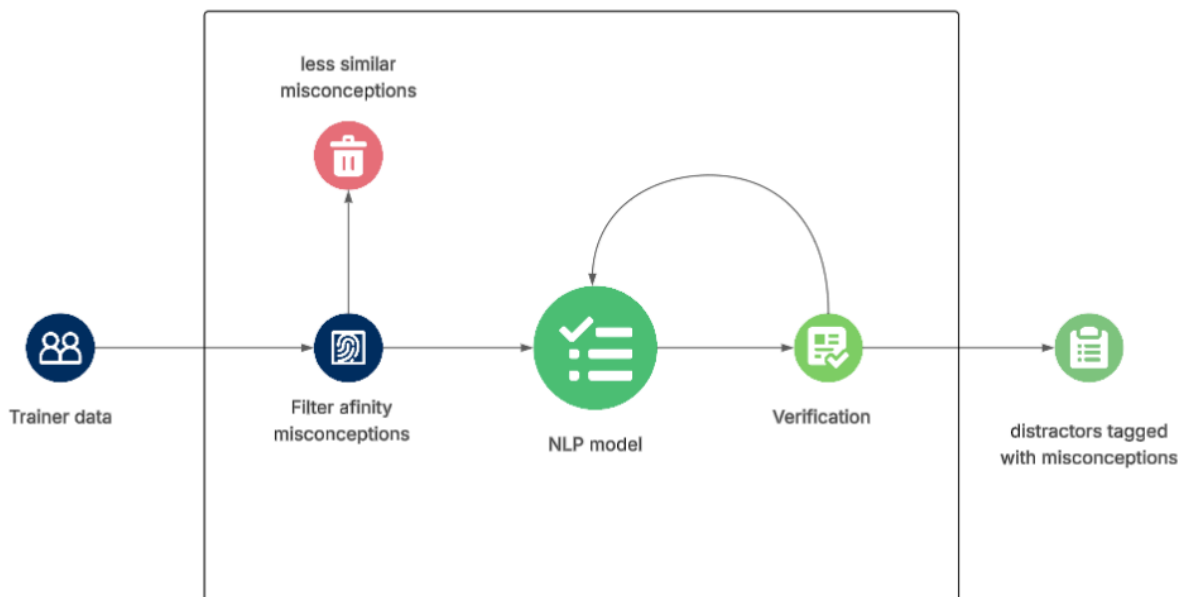 less similar
misconceptions
Trainer data
Filter afinity
misconceptions
NLP model
Verification
distractors tagged
with misconceptions